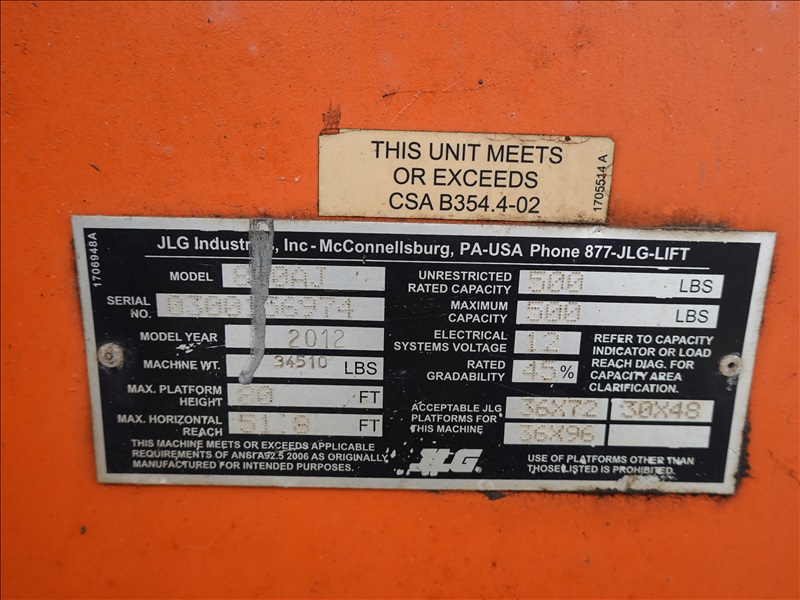 THIS UNIT MEETS
OR EXCEEDS
CSA B354.4-02
1705514 A
1706948A
JLG Industries, Inc - McConnellsburg, PA-USA Phone 877-JLG-LIFT
MODEL
SERIAL
NO.
MODEL YEAR 2012
MACHINE WT. 34510 LBS
MAX. PLATFORM
HEIGHT FT
MAX. HORIZONTAL
REACH 51.8 FT
THIS MACHINE MEETS OR EXCEEDS APPLICABLE
REQUIREMENTS OF ANSI A92.5 2006 AS ORIGINALLY
MANUFACTURED FOR INTENDED PURPOSES.
UNRESTRICTED
RATED CAPACITY 500 LBS
MAXIMUM
CAPACITY 500 LBS
ELECTRICAL
SYSTEMS VOLTAGE 12
RATED
GRADABILITY 45 %
REFER TO CAPACITY
INDICATOR OR LOAD
REACH DIAG. FOR
CAPACITY AREA
CLARIFICATION.
ACCEPTABLE JLG
PLATFORMS FOR
THIS MACHINE
36X72 30X48
36X96
JLG
USE OF PLATFORMS OTHER THAN
THOSE LISTED IS PROHIBITED.